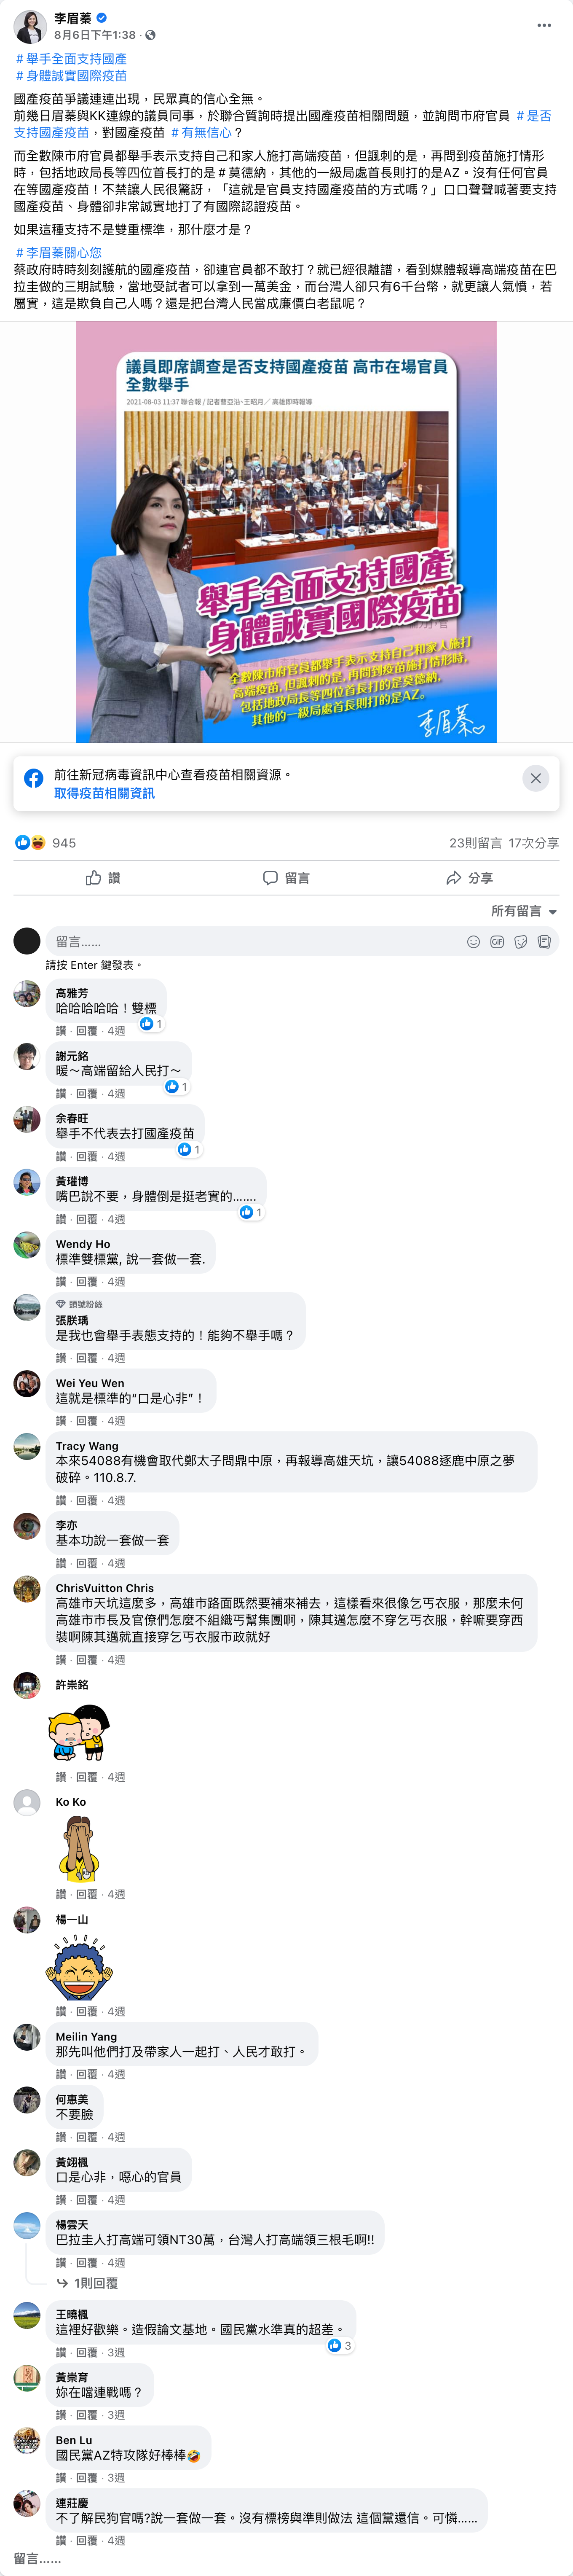 李眉蓁
8月6日下午1:38
#舉手全面支持國產
#身體誠實國際疫苗
國產疫苗爭議連連出現，民眾真的信心全無。
前幾日眉蓁與KK連線的議員同事，於聯合質詢時提出國產疫苗相關問題，並詢問市府官員 #是否
支持國產疫苗，對國產疫苗 #有無信心？
而全數陳市府官員都舉手表示支持自己和家人施打高端疫苗，但諷刺的是，再問到疫苗施打情形
時，包括地政局長等四位首長打的是#莫德納，其他的一級局處首長則打的是AZ。沒有任何官員
在等國產疫苗！不禁讓人民很驚訝，「這就是官員支持國產疫苗的方式嗎？」口口聲聲喊著要支持
國產疫苗、身體卻非常誠實地打了有國際認證疫苗。
如果這種支持不是雙重標準，那什麼才是？
#李眉蓁關心您
蔡政府時時刻刻護航的國產疫苗，卻連官員都不敢打？就已經很離譜，看到媒體報導高端疫苗在巴
拉圭做的三期試驗，當地受試者可以拿到一萬美金，而台灣人卻只有6千台幣，就更讓人氣憤，若
屬實，這是欺負自己人嗎？還是把台灣人民當成廉價白老鼠呢？
議員即席調查是否支持國產疫苗 高市在場官員
全數舉手
2021-08-03 11:37 聯合報 / 記者曹亞沿、王昭月／高雄即時報導
舉手全面支持國產
身體誠實國際疫苗
全數陳市府官員都舉手表示支持自己和家人施打
高端疫苗，但諷刺的是，再問到疫苗施打情形時，
包括地政局長等四位首長打的是莫德納，
其他的一級局處首長則打的是AZ。
李眉蓁
前往新冠病毒資訊中心查看疫苗相關資源。
取得疫苗相關資訊
945
23則留言 17次分享
讚 留言 分享
所有留言
留言……
GIF
請按 Enter 鍵發表。
高雅芳
哈哈哈哈哈！雙標
1
讚 · 回覆 · 4週
謝元銘
暖～高端留給人民打～
1
讚 · 回覆 · 4週
余春旺
舉手不代表去打國產疫苗
1
讚 · 回覆 · 4週
黃瓘博
嘴巴說不要，身體倒是挺老實的.......
1
讚 · 回覆 · 4週
Wendy Ho
標準雙標黨, 說一套做一套.
讚 · 回覆 · 4週
頭號粉絲
張朕瑀
是我也會舉手表態支持的！能夠不舉手嗎？
讚 · 回覆 · 4週
Wei Yeu Wen
這就是標準的“口是心非”！
讚 · 回覆 · 4週
Tracy Wang
本來54088有機會取代鄭太子問鼎中原，再報導高雄天坑，讓54088逐鹿中原之夢
破碎。110.8.7.
讚 · 回覆 · 4週
李亦
基本功說一套做一套
讚 · 回覆 · 4週
ChrisVuitton Chris
高雄市天坑這麼多，高雄市路面既然要補來補去，這樣看來很像乞丐衣服，那麼未何
高雄市市長及官僚們怎麼不組織丐幫集團啊，陳其邁怎麼不穿乞丐衣服，幹嘛要穿西
裝啊陳其邁就直接穿乞丐衣服市政就好
讚 · 回覆 · 4週
許崇銘
讚 · 回覆 · 4週
Ko Ko
讚 · 回覆 · 4週
楊一山
讚 · 回覆 · 4週
Meilin Yang
那先叫他們打及帶家人一起打、人民才敢打。
讚 · 回覆 · 4週
何惠美
不要臉
讚 · 回覆 · 4週
黃翊楓
口是心非，噁心的官員
讚 · 回覆 · 4週
楊雲天
巴拉圭人打高端可領NT30萬，台灣人打高端領三根毛啊!!
讚 · 回覆 · 4週
1則回覆
王曉楓
這裡好歡樂。造假論文基地。國民黨水準真的超差。
3
讚 · 回覆 · 3週
黃崇育
妳在噹連戰嗎？
讚 · 回覆 · 3週
Ben Lu
國民黨AZ特攻隊好棒棒🤣
讚 · 回覆 · 3週
連莊慶
不了解民狗官嗎?說一套做一套。沒有標榜與準則做法 這個黨還信。可憐......
讚 · 回覆 · 4週
留言……